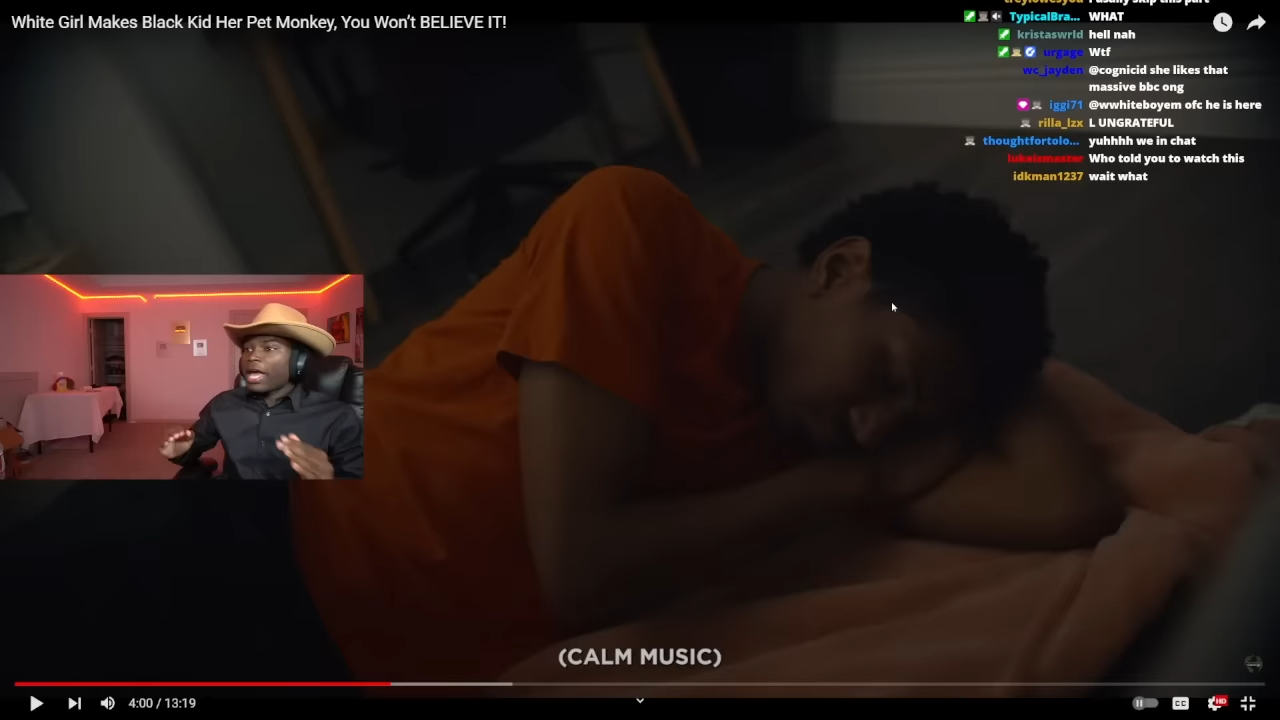 White Girl Makes Black Kid Her Pet Monkey, You Won't BELIEVE IT!
TypicalBra... WHAT
kristaswrld hell nah
urgage Wtf
wc_jayden @cognicid she likes that
massive bbc ong
iggi71 @wwhiteboyem ofc he is here
rilla_lzx L UNGRATEFUL
thoughtfortolo... yuhhhh we in chat
lukeismaster Who told you to watch this
idkman1237 wait what
(CALM MUSIC)
4:00 / 13:19
CC
HD